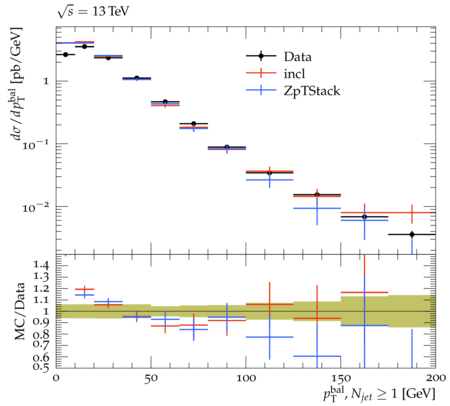 √s = 13 TeV
dσ/dp_T^bal [pb/GeV]
1
10⁻¹
10⁻²
Data
incl
ZpTStack
MC/Data
1.4
1.3
1.2
1.1
1
0.9
0.8
0.7
0.6
0.5
0 50 100 150 200
p_T^bal, N_jet ≥ 1 [GeV]